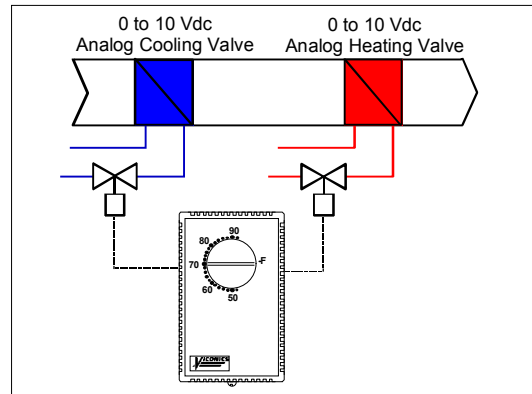 0 to 10 Vdc
Analog Cooling Valve
0 to 10 Vdc
Analog Heating Valve
90
80
70
60
50
°F
VICONICS